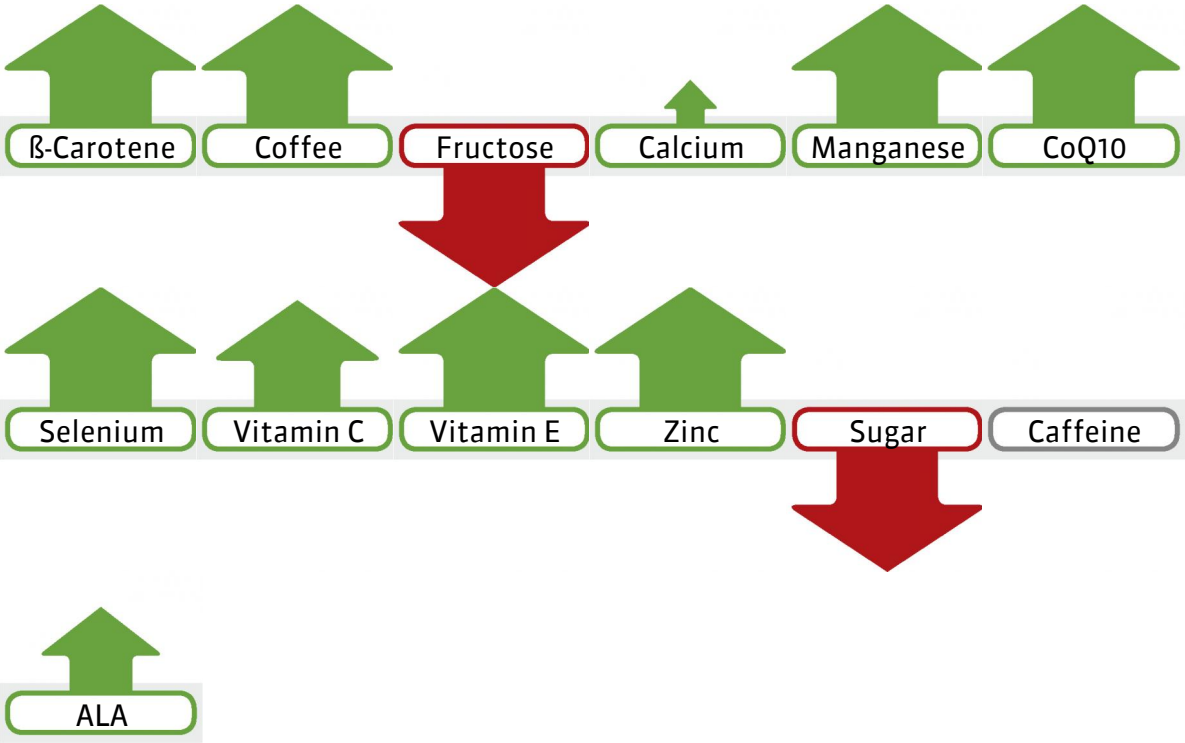 ß-Carotene
Coffee
Fructose
Calcium
Manganese
CoQ10
Selenium
Vitamin C
Vitamin E
Zinc
Sugar
Caffeine
ALA